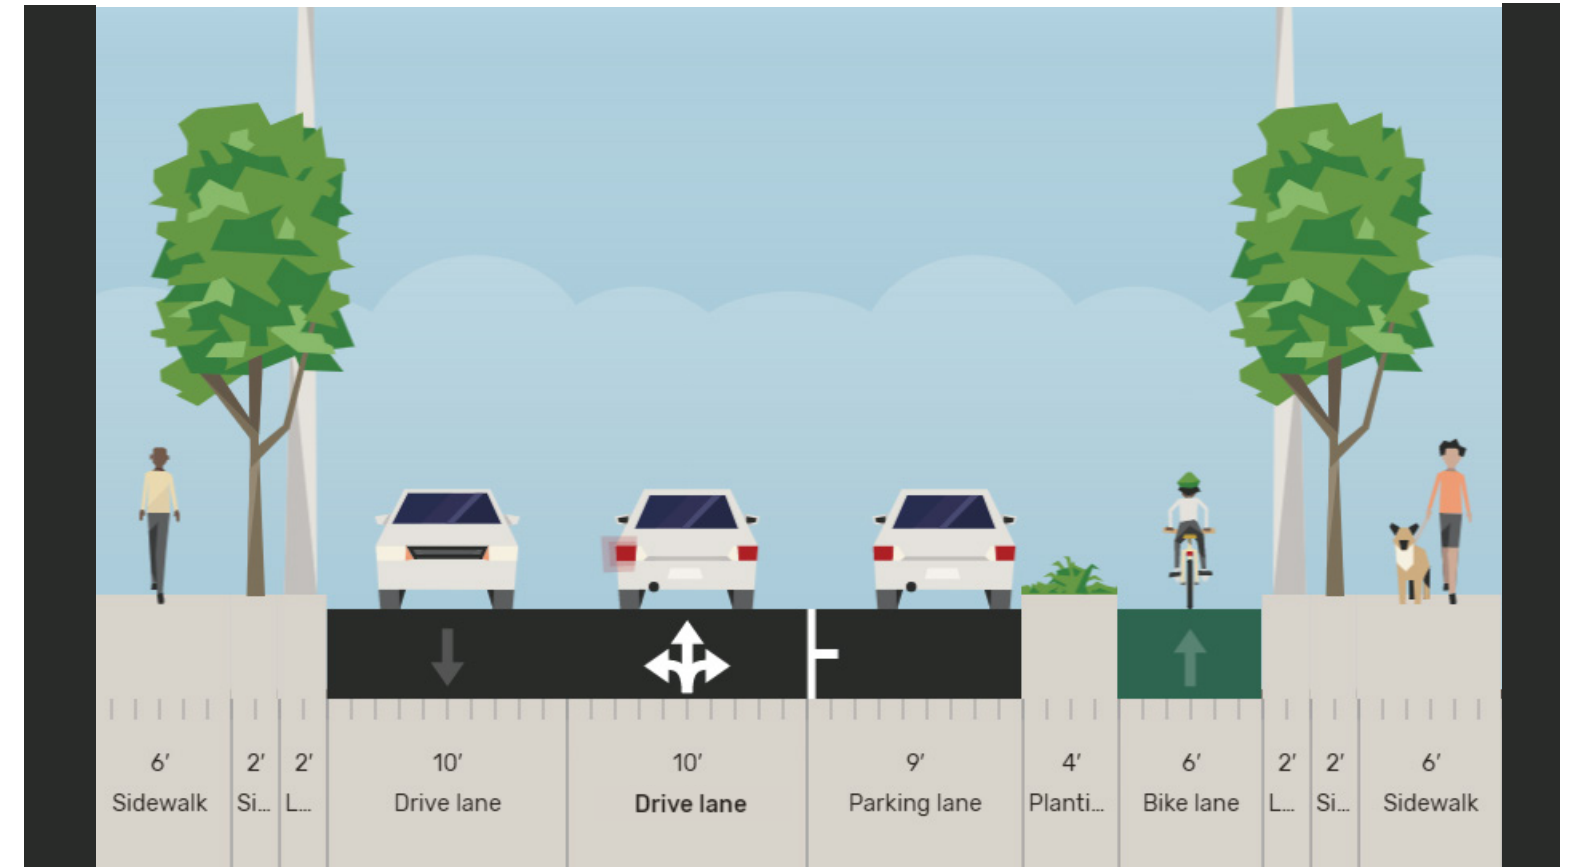 6′ 2′ 2′ 10′ 10′ 9′ 4′ 6′ 2′ 2′ 6′
Sidewalk Si... L... Drive lane Drive lane Parking lane Planti... Bike lane L... Si... Sidewalk